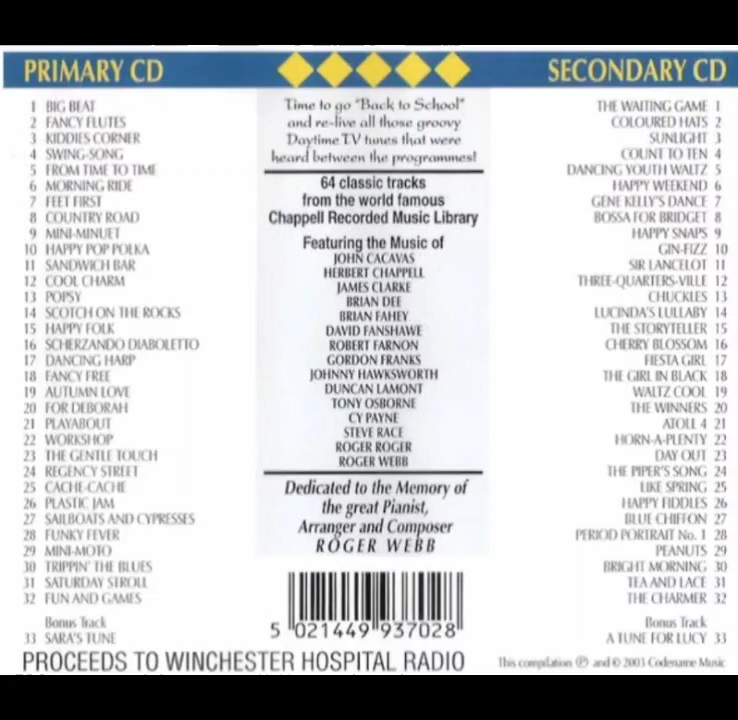 PRIMARY CD
1 BIG BEAT
2 FANCY FLUTES
3 KIDDIES CORNER
4 SWING-SONG
5 FROM TIME TO TIME
6 MORNING RIDE
7 FEET FIRST
8 COUNTRY ROAD
9 MINI-MINUET
10 HAPPY POP POLKA
11 SANDWICH BAR
12 COOL CHARM
13 POPSY
14 SCOTCH ON THE ROCKS
15 HAPPY FOLK
16 SCHERZANDO DIABOLETTO
17 DANCING HARP
18 FANCY FREE
19 AUTUMN LOVE
20 FOR DEBORAH
21 PLAYABOUT
22 WORKSHOP
23 THE GENTLE TOUCH
24 REGENCY STREET
25 CACHE-CACHE
26 PLASTIC JAM
27 SAILBOATS AND CYPRESSES
28 FUNKY FEVER
29 MINI-MOTO
30 TRIPPIN' THE BLUES
31 SATURDAY STROLL
32 FUN AND GAMES
Bonus Track
33 SARA'S TUNE
Time to go "Back to School"
and re-live all those groovy
Daytime TV tunes that were
heard between the programmes!
64 classic tracks
from the world famous
Chappell Recorded Music Library
Featuring the Music of
JOHN CACAVAS
HERBERT CHAPPELL
JAMES CLARKE
BRIAN DEE
BRIAN FAHEY
DAVID FANSHAWE
ROBERT FARNON
GORDON FRANKS
JOHNNY HAWKSWORTH
DUNCAN LAMONT
TONY OSBORNE
CY PAYNE
STEVE RACE
ROGER ROGER
ROGER WEBB
Dedicated to the Memory of
the great Pianist,
Arranger and Composer
ROGER WEBB
5 021449 937028
SECONDARY CD
THE WAITING GAME 1
COLOURED HATS 2
SUNLIGHT 3
COUNT TO TEN 4
DANCING YOUTH WALTZ 5
HAPPY WEEKEND 6
GENE KELLY'S DANCE 7
BOSSA FOR BRIDGET 8
HAPPY SNAPS 9
GIN-FIZZ 10
SIR LANCELOT 11
THREE-QUARTERS-VILLE 12
CHUCKLES 13
LUCINDA'S LULLABY 14
THE STORYTELLER 15
CHERRY BLOSSOM 16
FIESTA GIRL 17
THE GIRL IN BLACK 18
WALTZ COOL 19
THE WINNERS 20
ATOLL 4 21
HORN-A-PLENTY 22
DAY OUT 23
THE PIPER'S SONG 24
LIKE SPRING 25
HAPPY FIDDLES 26
BLUE CHIFFON 27
PERIOD PORTRAIT No. 1 28
PEANUTS 29
BRIGHT MORNING 30
TEA AND LACE 31
THE CHARMER 32
Bonus Track
A TUNE FOR LUCY 33
PROCEEDS TO WINCHESTER HOSPITAL RADIO
This compilation ℗ and © 2003 Codename Music